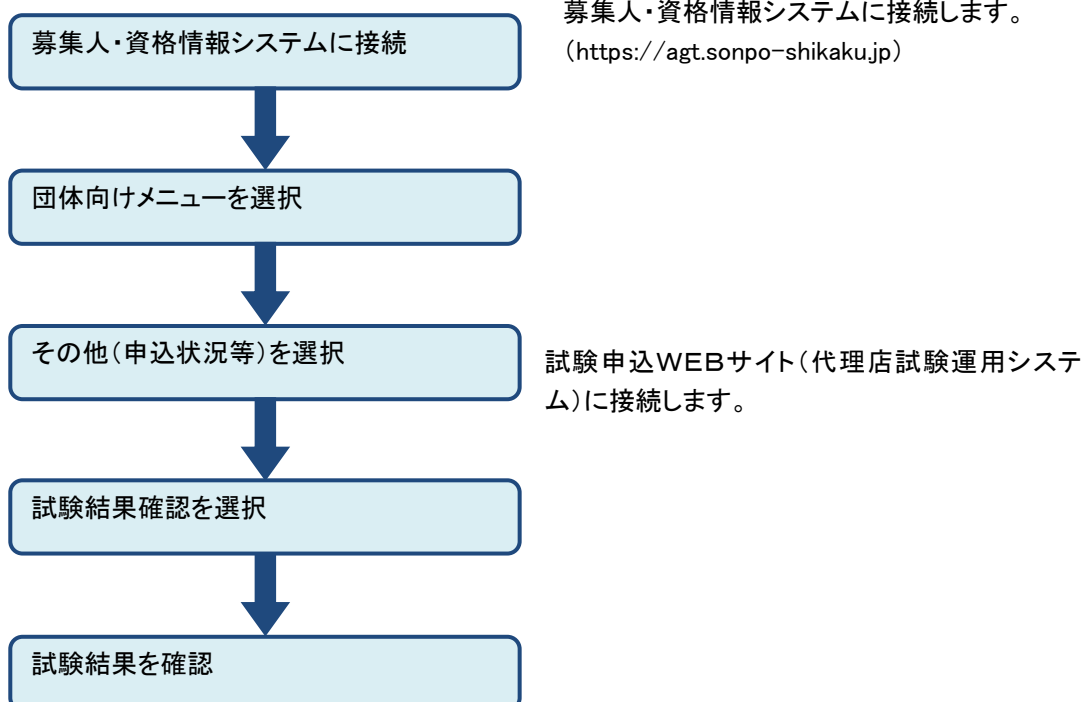 募集人・資格情報システムに接続します。
募集人・資格情報システムに接続
（https://agt.sonpo-shikaku.jp）
団体向けメニューを選択
その他（申込状況等）を選択
試験申込ＷＥＢサイト（代理店試験運用システ
ム）に接続します。
試験結果確認を選択
試験結果を確認